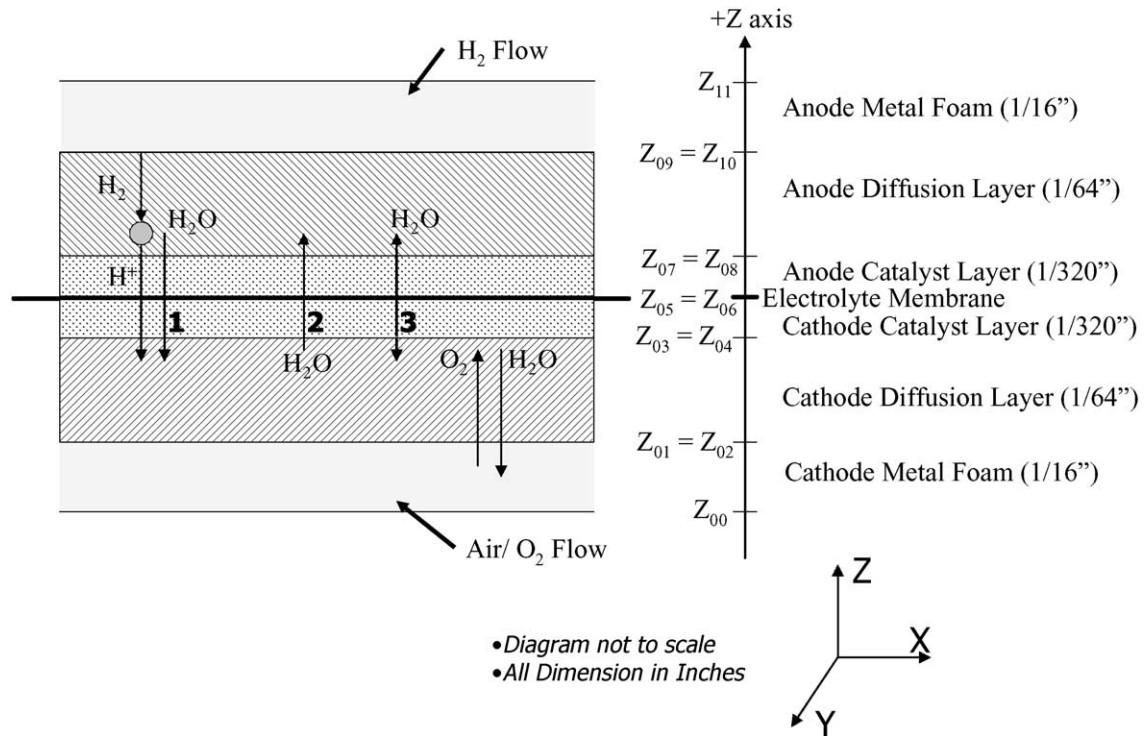 +Z axis
H₂ Flow
Z₁₁
Anode Metal Foam (1/16”)
Z₀₉ = Z₁₀
H₂
H₂O
H₂O
Anode Diffusion Layer (1/64”)
Z₀₇ = Z₀₈
Anode Catalyst Layer (1/320”)
H⁺
Z₀₅ = Z₀₆
Electrolyte Membrane
1
2
3
Cathode Catalyst Layer (1/320”)
Z₀₃ = Z₀₄
H₂O
O₂
H₂O
Cathode Diffusion Layer (1/64”)
Z₀₁ = Z₀₂
Cathode Metal Foam (1/16”)
Z₀₀
Air/ O₂ Flow
Z
X
Y
•Diagram not to scale
•All Dimension in Inches